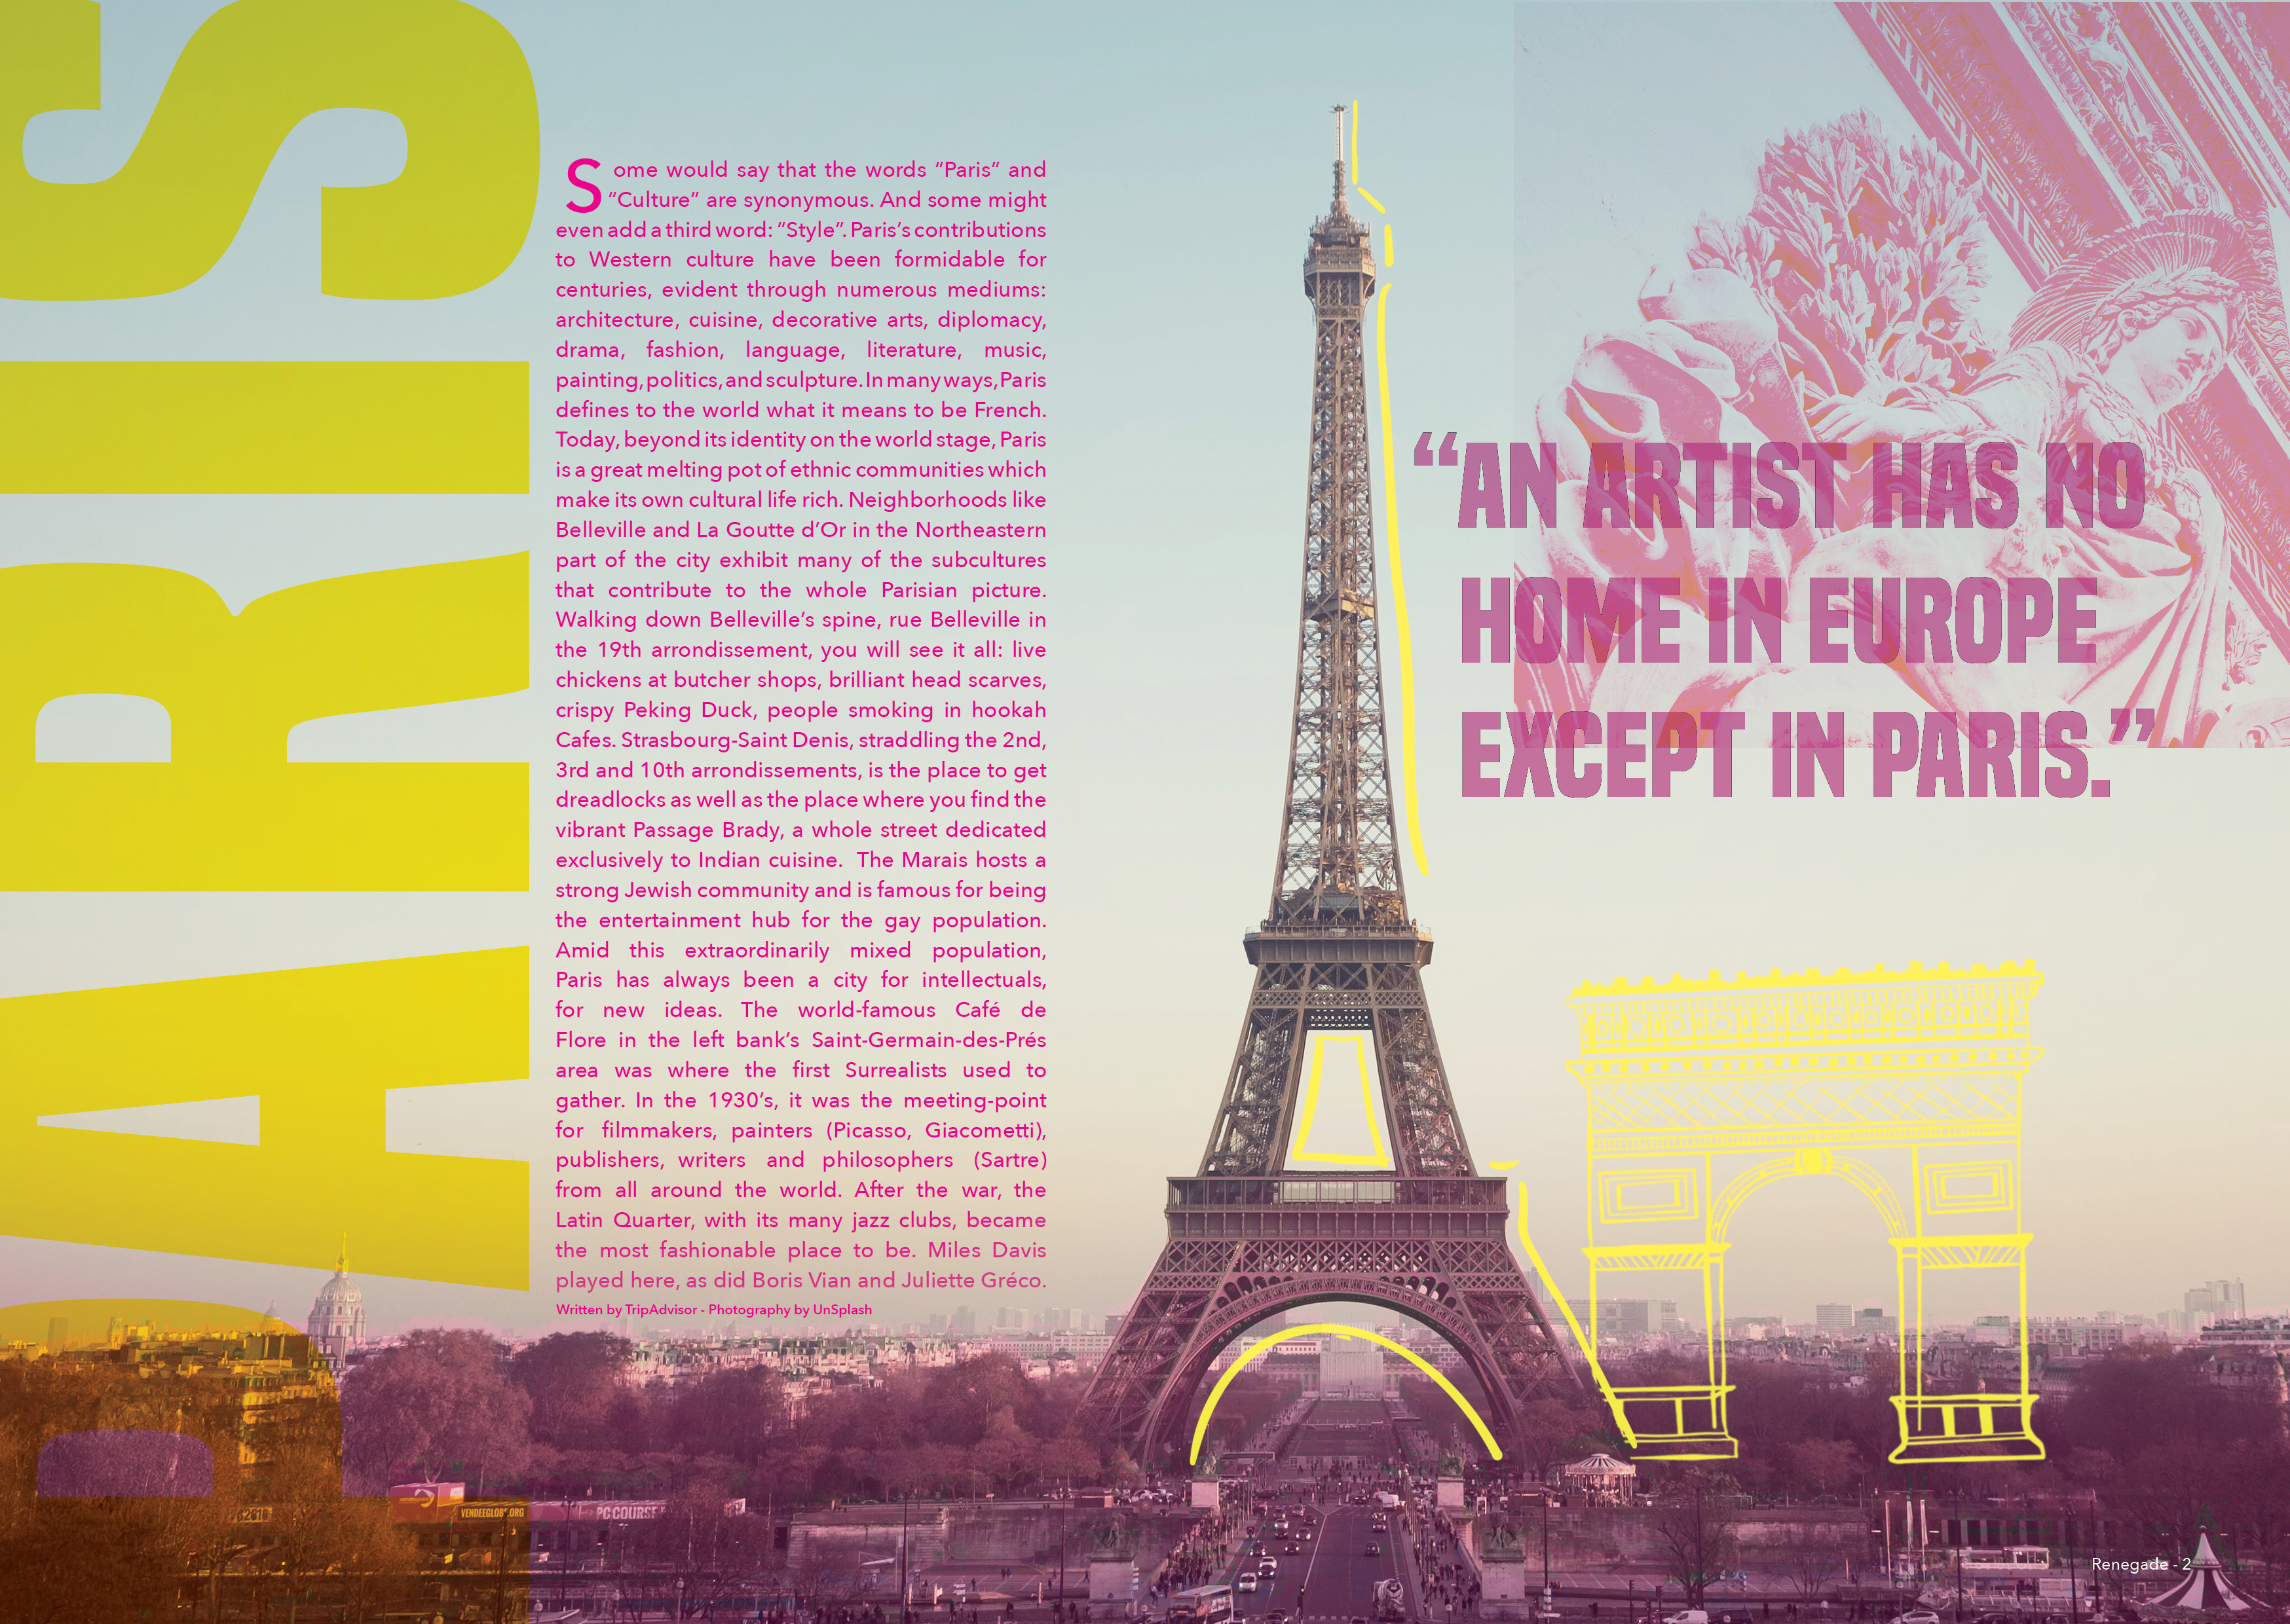 PARIS
Some would say that the words “Paris” and
“Culture” are synonymous. And some might
even add a third word: “Style”. Paris’s contributions
to Western culture have been formidable for
centuries, evident through numerous mediums:
architecture, cuisine, decorative arts, diplomacy,
drama, fashion, language, literature, music,
painting, politics, and sculpture. In many ways, Paris
defines to the world what it means to be French.
Today, beyond its identity on the world stage, Paris
is a great melting pot of ethnic communities which
make its own cultural life rich. Neighborhoods like
Belleville and La Goutte d’Or in the Northeastern
part of the city exhibit many of the subcultures
that contribute to the whole Parisian picture.
Walking down Belleville’s spine, rue Belleville in
the 19th arrondissement, you will see it all: live
chickens at butcher shops, brilliant head scarves,
crispy Peking Duck, people smoking in hookah
Cafes. Strasbourg-Saint Denis, straddling the 2nd,
3rd and 10th arrondissements, is the place to get
dreadlocks as well as the place where you find the
vibrant Passage Brady, a whole street dedicated
exclusively to Indian cuisine. The Marais hosts a
strong Jewish community and is famous for being
the entertainment hub for the gay population.
Amid this extraordinarily mixed population,
Paris has always been a city for intellectuals,
for new ideas. The world-famous Café de
Flore in the left bank’s Saint-Germain-des-Prés
area was where the first Surrealists used to
gather. In the 1930’s, it was the meeting-point
for filmmakers, painters (Picasso, Giacometti),
publishers, writers and philosophers (Sartre)
from all around the world. After the war, the
Latin Quarter, with its many jazz clubs, became
the most fashionable place to be. Miles Davis
played here, as did Boris Vian and Juliette Gréco.
Written by TripAdvisor - Photography by UnSplash
“AN ARTIST HAS NO
HOME IN EUROPE
EXCEPT IN PARIS.”
VENDEEGLOBE.ORG
PC COURSE
Renegade - 2